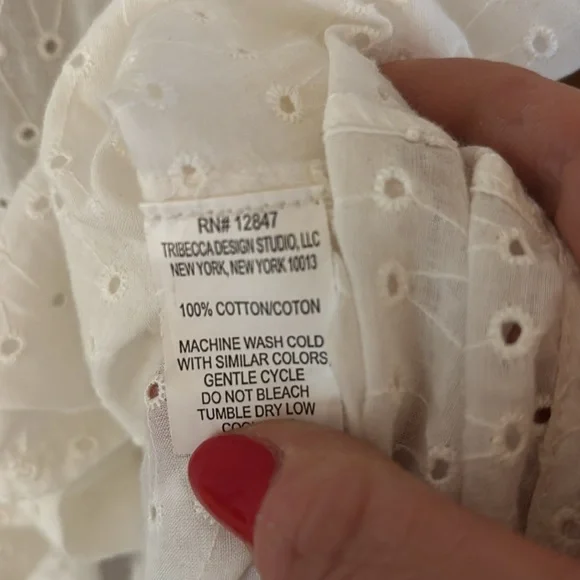 RN# 12847
TRIBECCA DESIGN STUDIO, LLC
NEW YORK, NEW YORK 10013
100% COTTON/COTON
MACHINE WASH COLD
WITH SIMILAR COLORS
GENTLE CYCLE
DO NOT BLEACH
TUMBLE DRY LOW